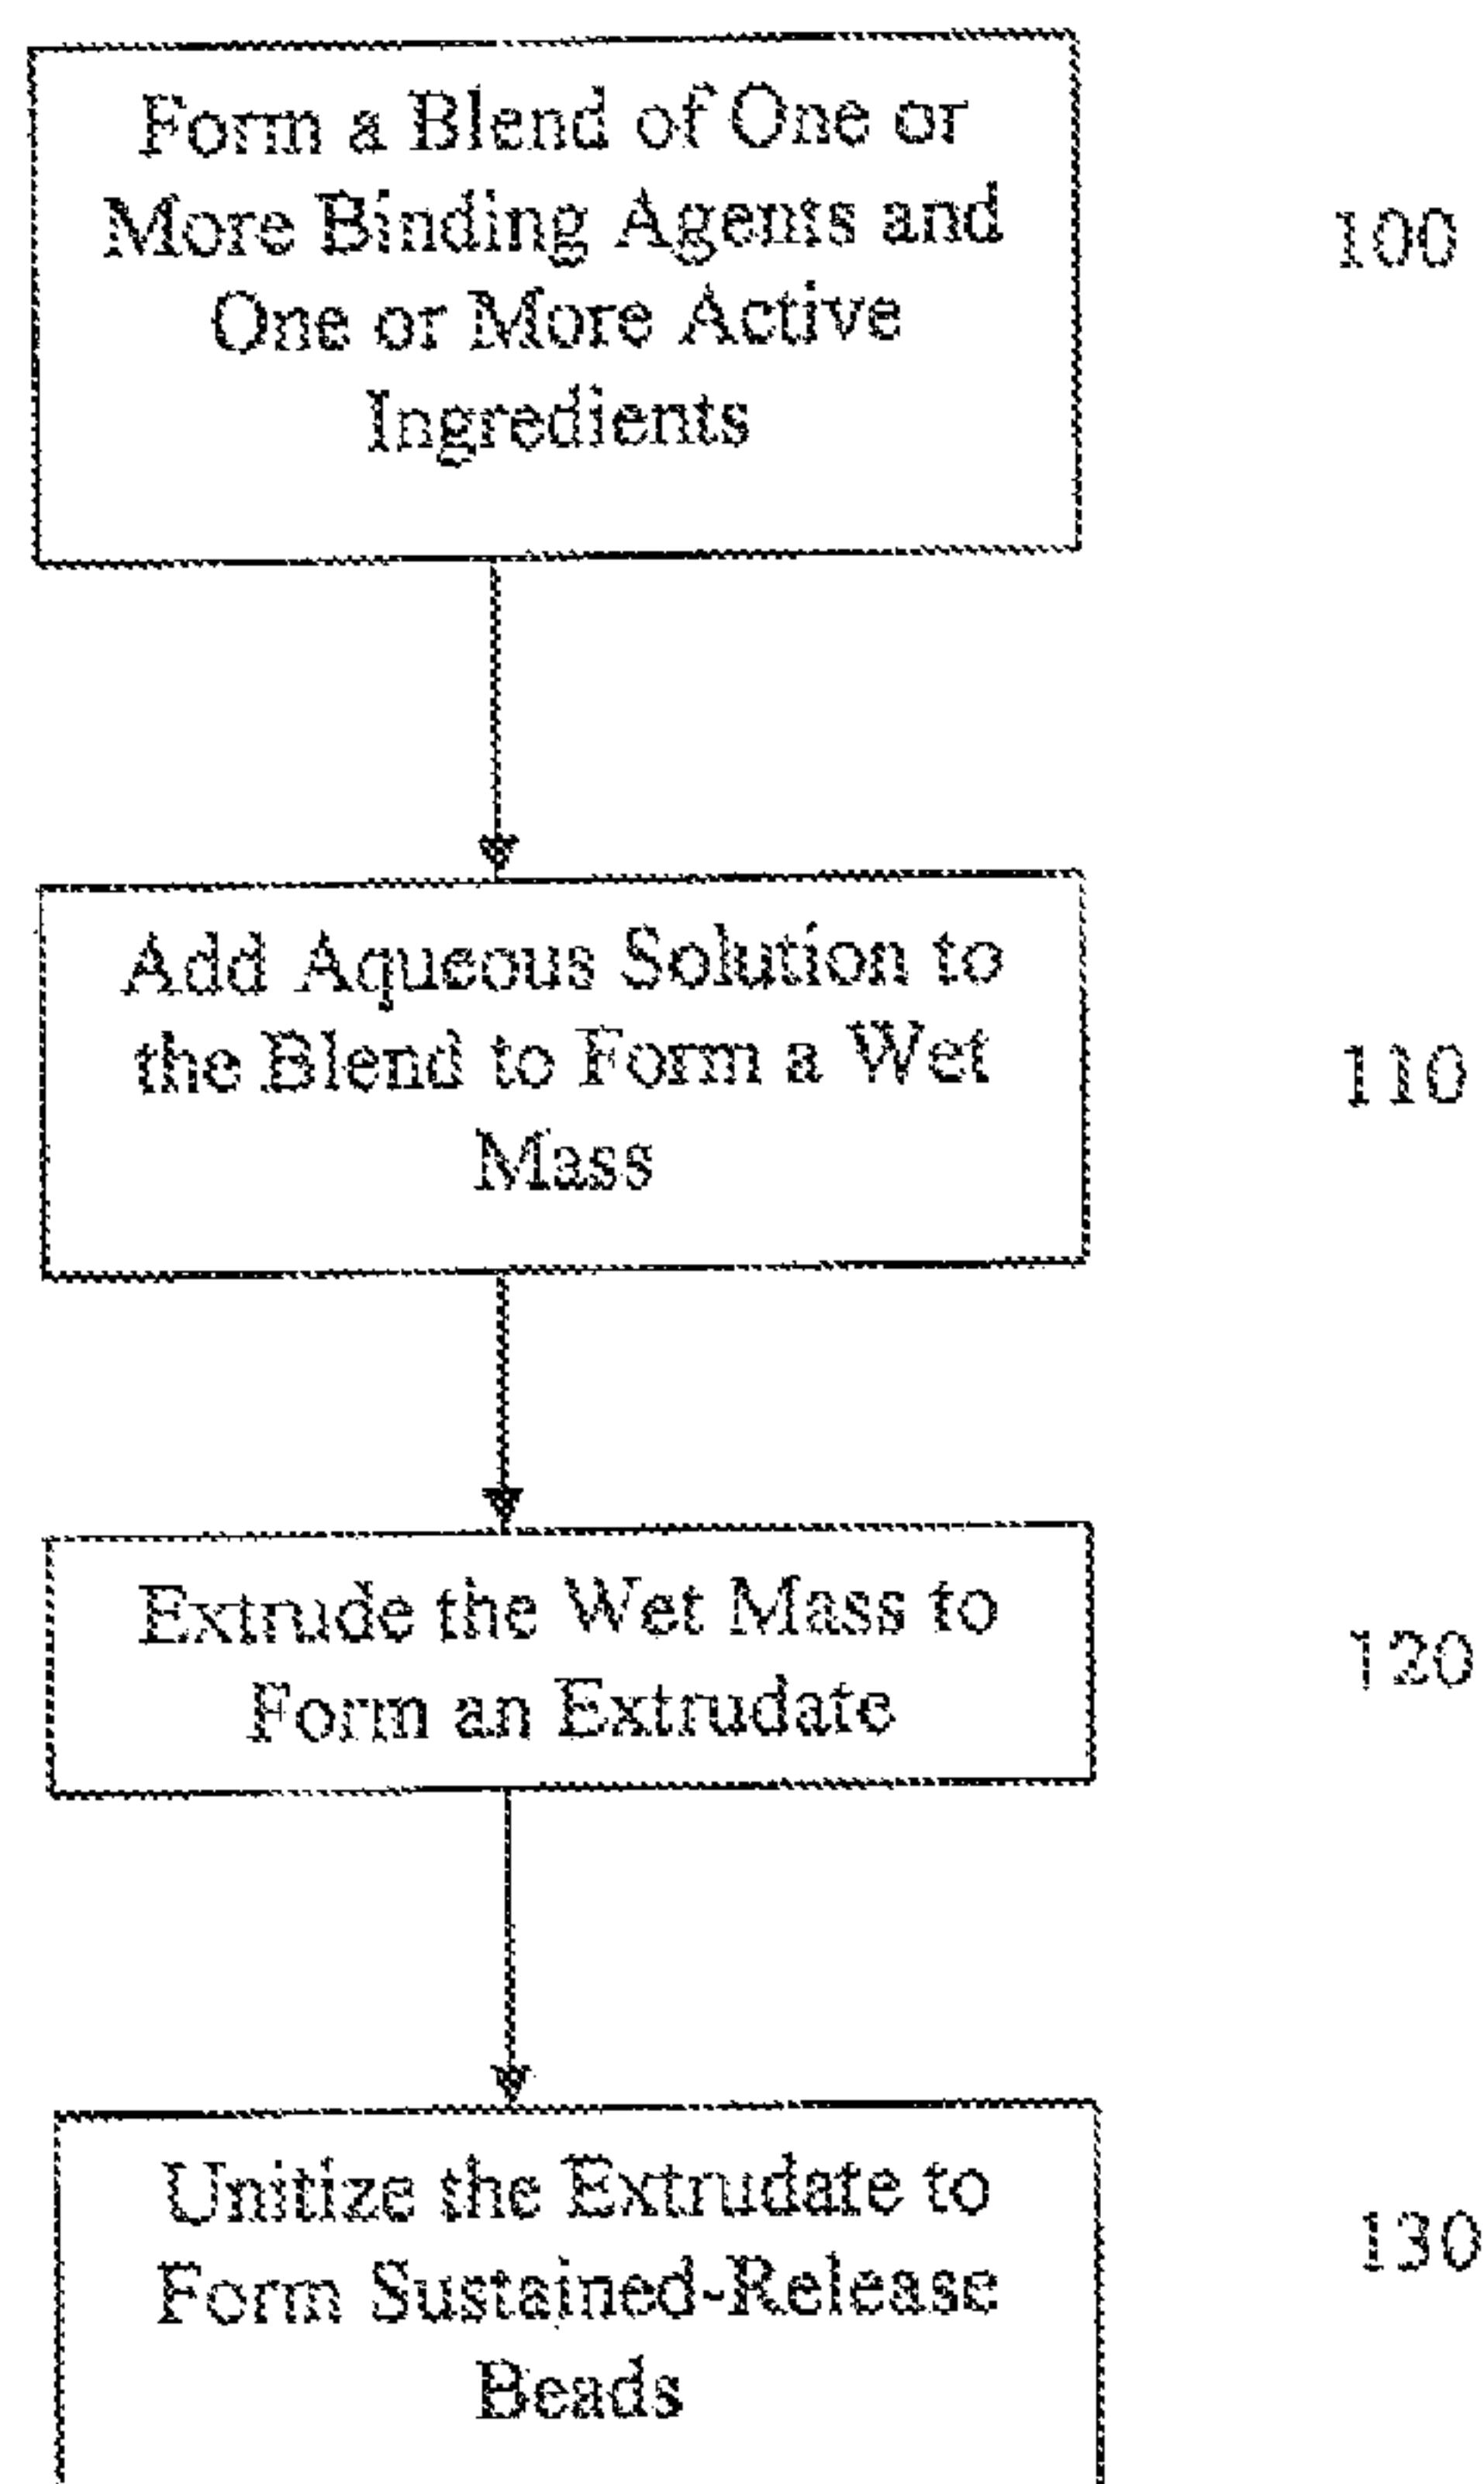 Form a Blend of One or
More Binding Agents and
One or More Active
Ingredients
100
Add Aqueous Solution to
the Blend to Form a Wet
Mass
110
Extrude the Wet Mass to
Form an Extrudate
120
Unitize the Extrudate to
Form Sustained-Release
Beads
130